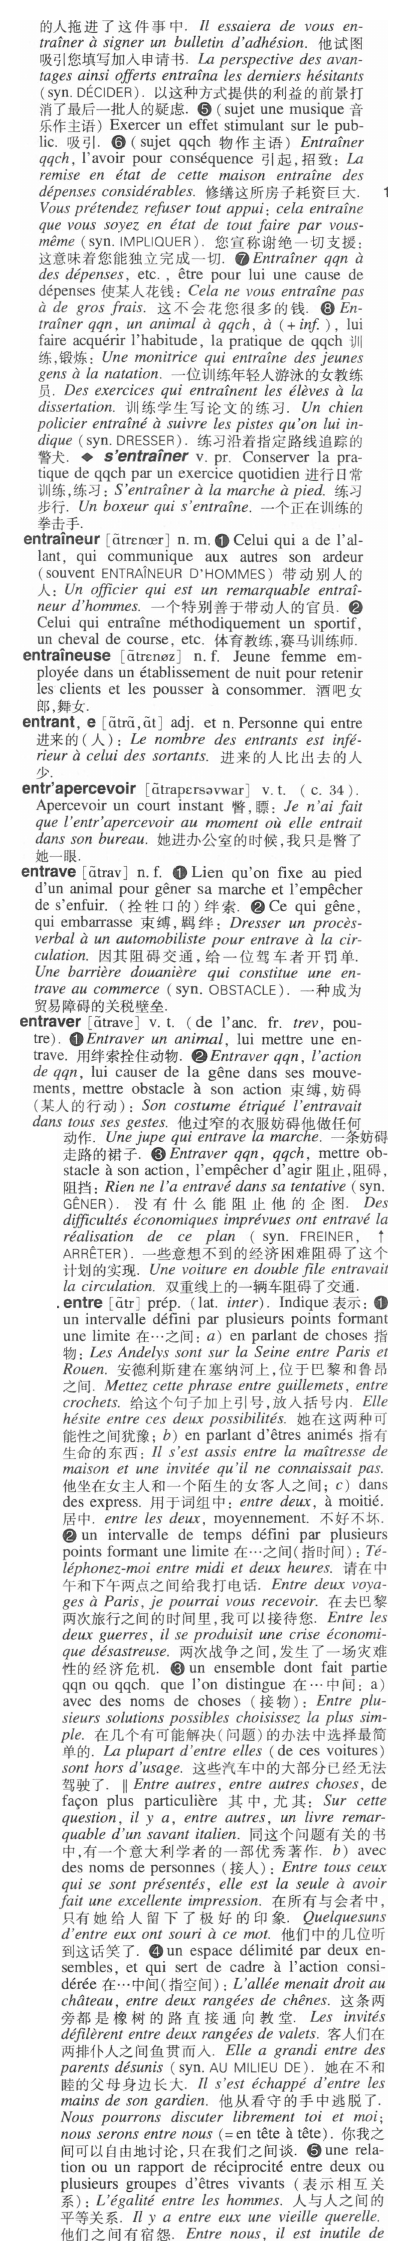 的人拖进了这件事中. Il essaiera de vous en-
traîner à signer un bulletin d'adhésion. 他试图
吸引您填写加入申请书. La perspective des avan-
tages ainsi offerts entraîna les derniers hésitants
(syn. DÉCIDER). 以这种方式提供的利益的前景打
消了最后一批人的疑虑. ❺ (sujet une musique 音
乐作主语) Exercer un effet stimulant sur le pub-
lic. 吸引. ❻ (sujet qqch 物作主语) Entraîner
qqch, l'avoir pour conséquence 引起, 招致: La
remise en état de cette maison entraîne des
dépenses considérables. 修缮这所房子耗资巨大. 1
Vous prétendez refuser tout appui; cela entraîne
que vous soyez en état de tout faire par vous-
même (syn. IMPLIQUER). 您宣称谢绝一切支援;
这意味着您能独立完成一切. ❼ Entraîner qqn à
des dépenses, etc., être pour lui une cause de
dépenses 使某人花钱: Cela ne vous entraîne pas
à de gros frais. 这不会花您很多的钱. ❽ En-
traîner qqn, un animal à qqch, à (+inf.), lui
faire acquérir l'habitude, la pratique de qqch 训
练,锻炼: Une monitrice qui entraîne des jeunes
gens à la natation. 一位训练年轻人游泳的女教练
员. Des exercices qui entraînent les élèves à la
dissertation. 训练学生写论文的练习. Un chien
policier entraîné à suivre les pistes qu'on lui in-
dique (syn. DRESSER). 练习沿着指定路线追踪的
警犬. ◆ s'entraîner v. pr. Conserver la pra-
tique de qqch par un exercice quotidien 进行日常
训练,练习: S'entraîner à la marche à pied. 练习
步行. Un boxeur qui s'entraîne. 一个正在训练的
拳击手.
entraîneur [ɑ̃trɛnœr] n. m. ❶ Celui qui a de l'al-
lant, qui communique aux autres son ardeur
(souvent ENTRAÎNEUR D'HOMMES) 带动别人的
人: Un officier qui est un remarquable entraî-
neur d'hommes. 一个特别善于带动人的官员. ❷
Celui qui entraîne méthodiquement un sportif,
un cheval de course, etc. 体育教练,赛马训练师.
entraîneuse [ɑ̃trɛnøz] n. f. Jeune femme em-
ployée dans un établissement de nuit pour retenir
les clients et les pousser à consommer. 酒吧女
郎,舞女.
entrant, e [ɑ̃trɑ̃,ɑ̃t] adj. et n. Personne qui entre
进来的(人): Le nombre des entrants est infé-
rieur à celui des sortants. 进来的人比出去的人
少.
entr'apercevoir [ɑ̃trapɛrsəvwar] v. t. (c. 34).
Apercevoir un court instant 瞥,瞟: Je n'ai fait
que l'entr'apercevoir au moment où elle entrait
dans son bureau. 她进办公室的时候,我只是瞥了
她一眼.
entrave [ɑ̃trav] n. f. ❶ Lien qu'on fixe au pied
d'un animal pour gêner sa marche et l'empêcher
de s'enfuir. (拴牲口的)绊索. ❷ Ce qui gêne,
qui embarrasse 束缚,羁绊: Dresser un procès-
verbal à un automobiliste pour entrave à la cir-
culation. 因其阻碍交通,给一位驾车者开罚单.
Une barrière douanière qui constitue une en-
trave au commerce (syn. OBSTACLE). 一种成为
贸易障碍的关税壁垒.
entraver [ɑ̃trave] v. t. (de l'anc. fr. trev, pou-
tre). ❶ Entraver un animal, lui mettre une en-
trave. 用绊索拴住动物. ❷ Entraver qqn, l'action
de qqn, lui causer de la gêne dans ses mouve-
ments, mettre obstacle à son action 束缚,妨碍
(某人的行动): Son costume étriqué l'entravait
dans tous ses gestes. 他过窄的衣服妨碍他做任何
动作. Une jupe qui entrave la marche. 一条妨碍
走路的裙子. ❸ Entraver qqn, qqch, mettre ob-
stacle à son action, l'empêcher d'agir 阻止,阻碍,
阻挡: Rien ne l'a entravé dans sa tentative (syn.
GÊNER). 没有什么能阻止他的企图. Des
difficultés économiques imprévues ont entravé la
réalisation de ce plan (syn. FREINER, ↑
ARRÊTER). 一些意想不到的经济困难阻碍了这个
计划的实现. Une voiture en double file entravait
la circulation. 双重线上的一辆车阻碍了交通.
entre [ɑ̃tr] prép. (lat. inter). Indique 表示: ❶
un intervalle défini par plusieurs points formant
une limite 在…之间: a) en parlant de choses 指
物: Les Andelys sont sur la Seine entre Paris et
Rouen. 安德利斯建在塞纳河上,位于巴黎和鲁昂
之间. Mettez cette phrase entre guillemets, entre
crochets. 给这个句子加上引号,放入括号内. Elle
hésite entre ces deux possibilités. 她在这两种可
能性之间犹豫; b) en parlant d'êtres animés 指有
生命的东西: Il s'est assis entre la maîtresse de
maison et une invitée qu'il ne connaissait pas.
他坐在女主人和一个陌生的女客人之间; c) dans
des express. 用于词组中: entre deux, à moitié.
居中. entre les deux, moyennement. 不好不坏.
❷ un intervalle de temps défini par plusieurs
points formant une limite 在…之间(指时间): Té-
léphonez-moi entre midi et deux heures. 请在中
午和下午两点之间给我打电话. Entre deux voya-
ges à Paris, je pourrai vous recevoir. 在去巴黎
两次旅行之间的时间里,我可以接待您. Entre les
deux guerres, il se produisit une crise économi-
que désastreuse. 两次战争之间,发生了一场灾难
性的经济危机. ❸ un ensemble dont fait partie
qqn ou qqch. que l'on distingue 在…中间: a)
avec des noms de choses (接物): Entre plu-
sieurs solutions possibles choisissez la plus sim-
ple. 在几个有可能解决(问题)的办法中选择最简
单的. La plupart d'entre elles (de ces voitures)
sont hors d'usage. 这些汽车中的大部分已经无法
驾驶了. ‖ Entre autres, entre autres choses, de
façon plus particulière 其中,尤其: Sur cette
question, il y a, entre autres, un livre remar-
quable d'un savant italien. 同这个问题有关的书
中,有一个意大利学者的一部优秀著作. b) avec
des noms de personnes (接人): Entre tous ceux
qui se sont présentés, elle est la seule à avoir
fait une excellente impression. 在所有与会者中,
只有她给人留下了极好的印象. Quelquesuns
d'entre eux ont souri à ce mot. 他们中的几位听
到这话笑了. ❹ un espace délimité par deux en-
sembles, et qui sert de cadre à l'action consi-
dérée 在…中间(指空间): L'allée menait droit au
château, entre deux rangées de chênes. 这条两
旁都是橡树的路直接通向教堂. Les invités
défilèrent entre deux rangées de valets. 客人们在
两排仆人之间鱼贯而入. Elle a grandi entre des
parents désunis (syn. AU MILIEU DE). 她在不和
睦的父母身边长大. Il s'est échappé d'entre les
mains de son gardien. 他从看守的手中逃脱了.
Nous pourrons discuter librement toi et moi;
nous serons entre nous (=en tête à tête). 你我之
间可以自由地讨论,只在我们之间谈. ❺ une rela-
tion ou un rapport de réciprocité entre deux ou
plusieurs groupes d'êtres vivants (表示相互关
系): L'égalité entre les hommes. 人与人之间的
平等关系. Il y a entre eux une vieille querelle.
他们之间有宿怨. Entre nous, il est inutile de